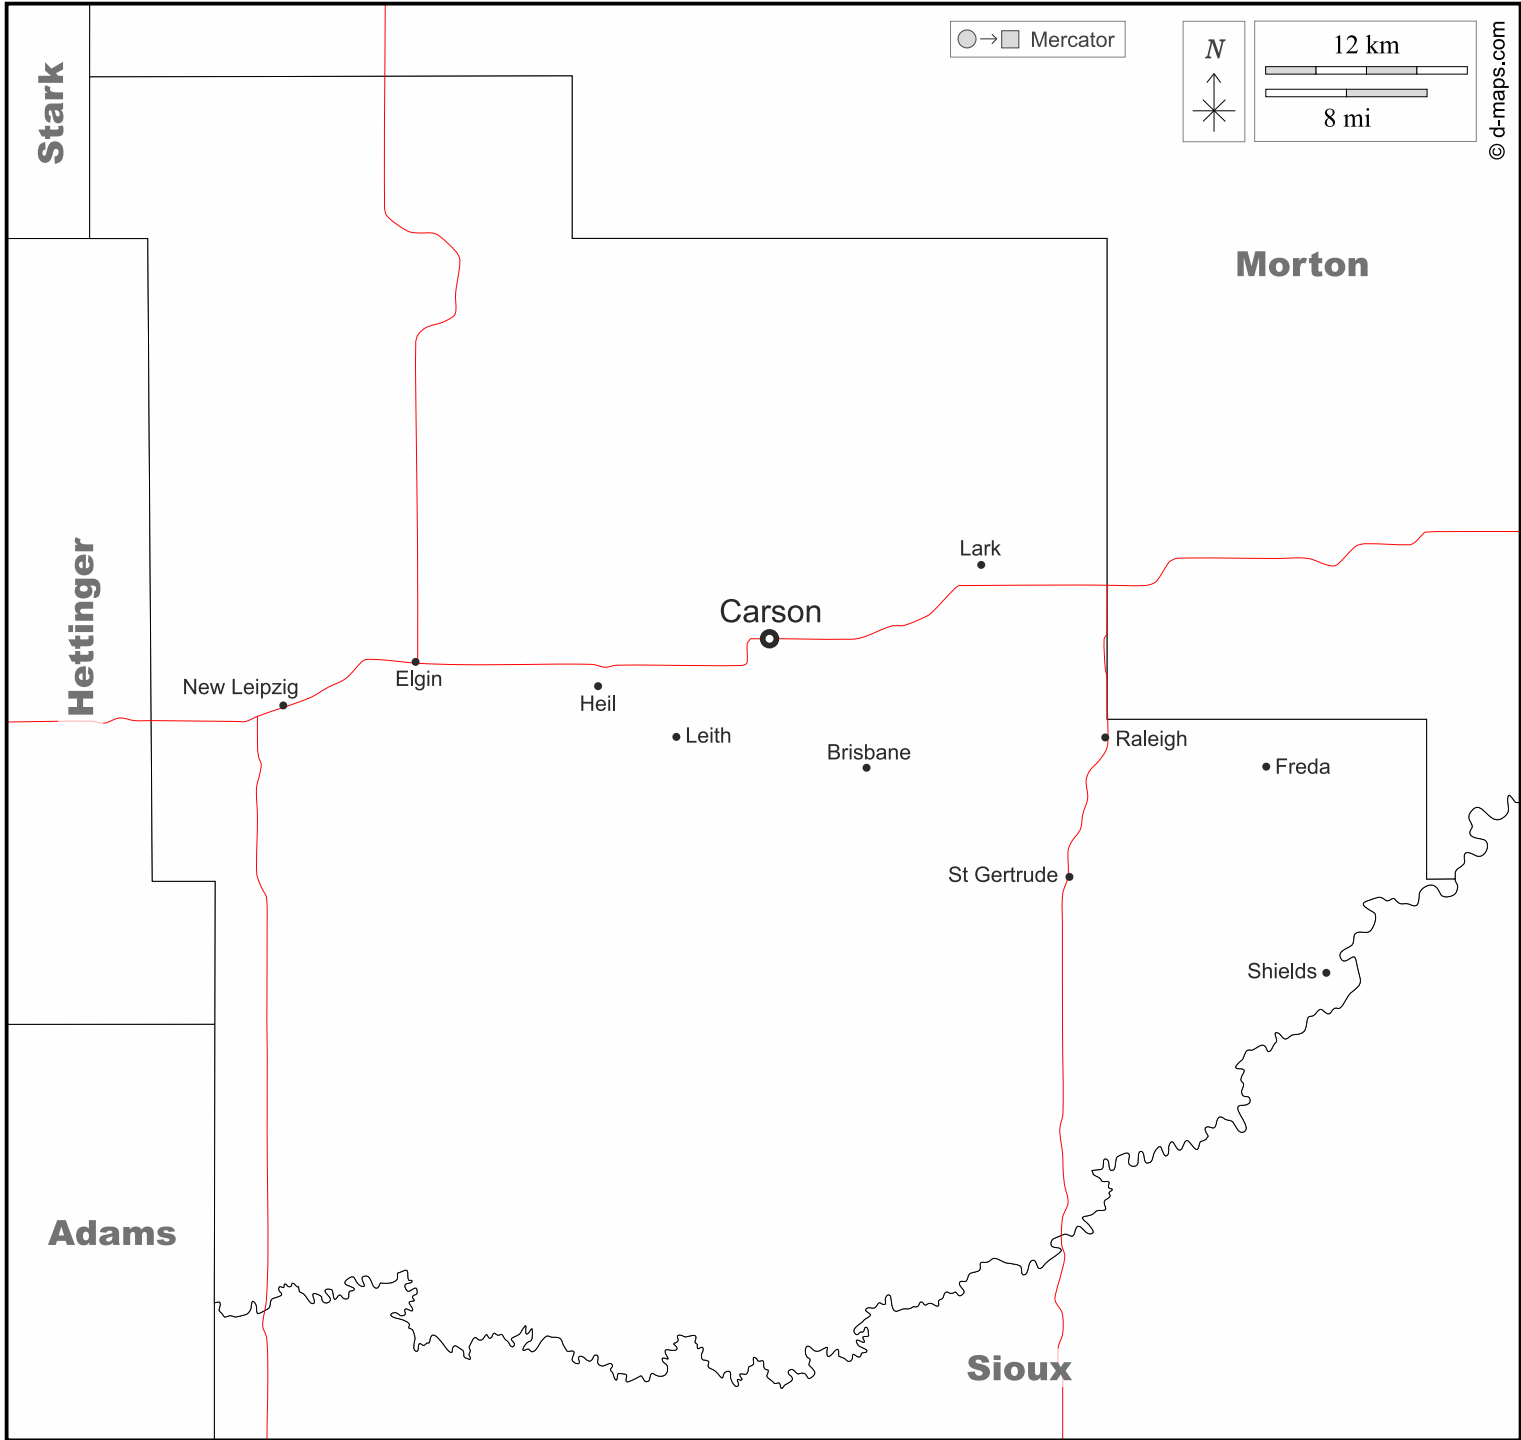 Mercator
N
12 km
8 mi
© d-maps.com
Stark
Morton
Hettinger
Lark
Carson
New Leipzig
Elgin
Heil
Leith
Brisbane
Raleigh
Freda
St Gertrude
Shields
Adams
Sioux